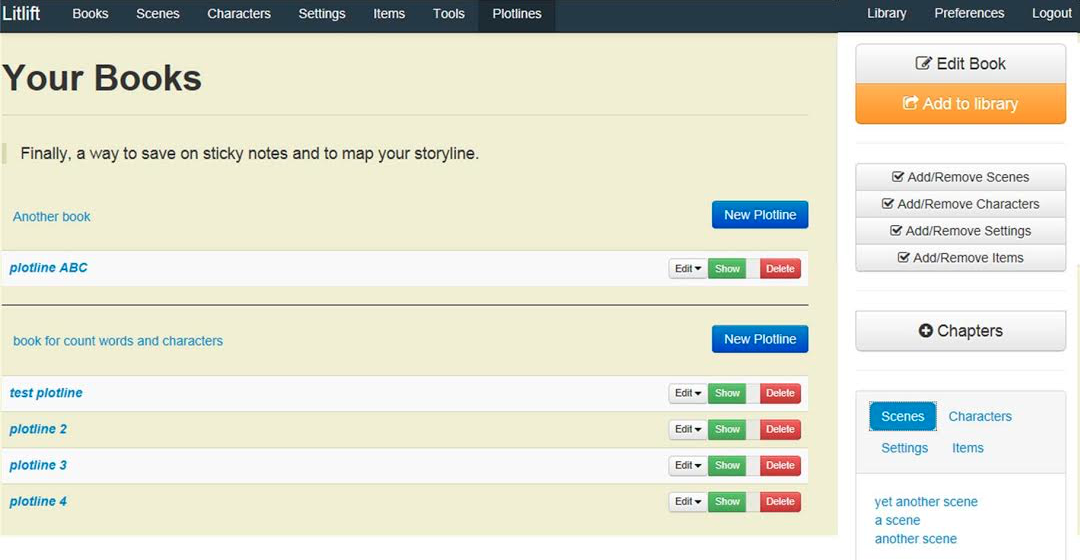 Litlift Books Scenes Characters Settings Items Tools Plotlines Library Preferences Logout
Your Books
Finally, a way to save on sticky notes and to map your storyline.
Another book New Plotline
plotline ABC Edit Show Delete
book for count words and characters New Plotline
test plotline Edit Show Delete
plotline 2 Edit Show Delete
plotline 3 Edit Show Delete
plotline 4 Edit Show Delete
Edit Book
Add to library
Add/Remove Scenes
Add/Remove Characters
Add/Remove Settings
Add/Remove Items
Chapters
Scenes Characters
Settings Items
yet another scene
a scene
another scene